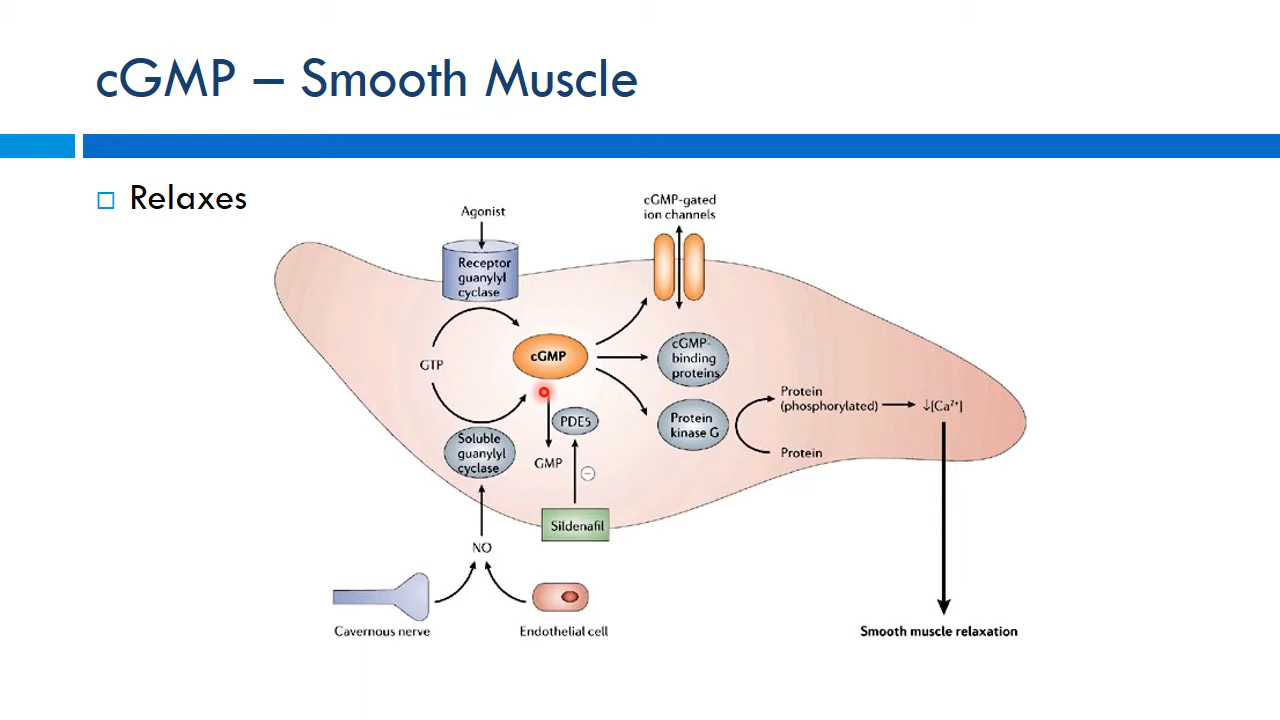 cGMP – Smooth Muscle
Relaxes
Agonist
Receptor
guanylyl
cyclase
cGMP-gated
ion channels
GTP
cGMP
cGMP-
binding
proteins
Protein
kinase G
Protein
(phosphorylated)
↓[Ca²⁺]
Protein
Soluble
guanylyl
cyclase
PDE5
GMP
−
Sildenafil
NO
Cavernous nerve
Endothelial cell
Smooth muscle relaxation